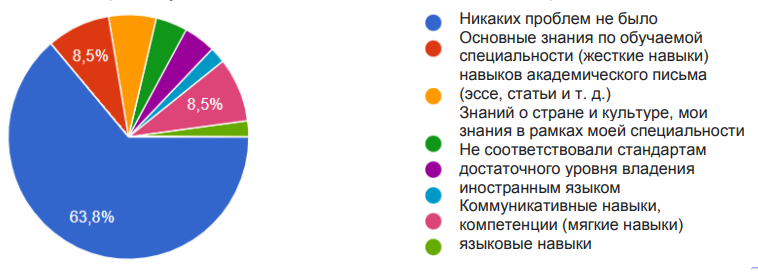 8,5%
8,5%
63,8%
Никаких проблем не было
Основные знания по обучаемой
специальности (жесткие навыки)
навыков академического письма
(эссе, статьи и т. д.)
Знаний о стране и культуре, мои
знания в рамках моей специальности
Не соответствовали стандартам
достаточного уровня владения
иностранным языком
Коммуникативные навыки,
компетенции (мягкие навыки)
языковые навыки